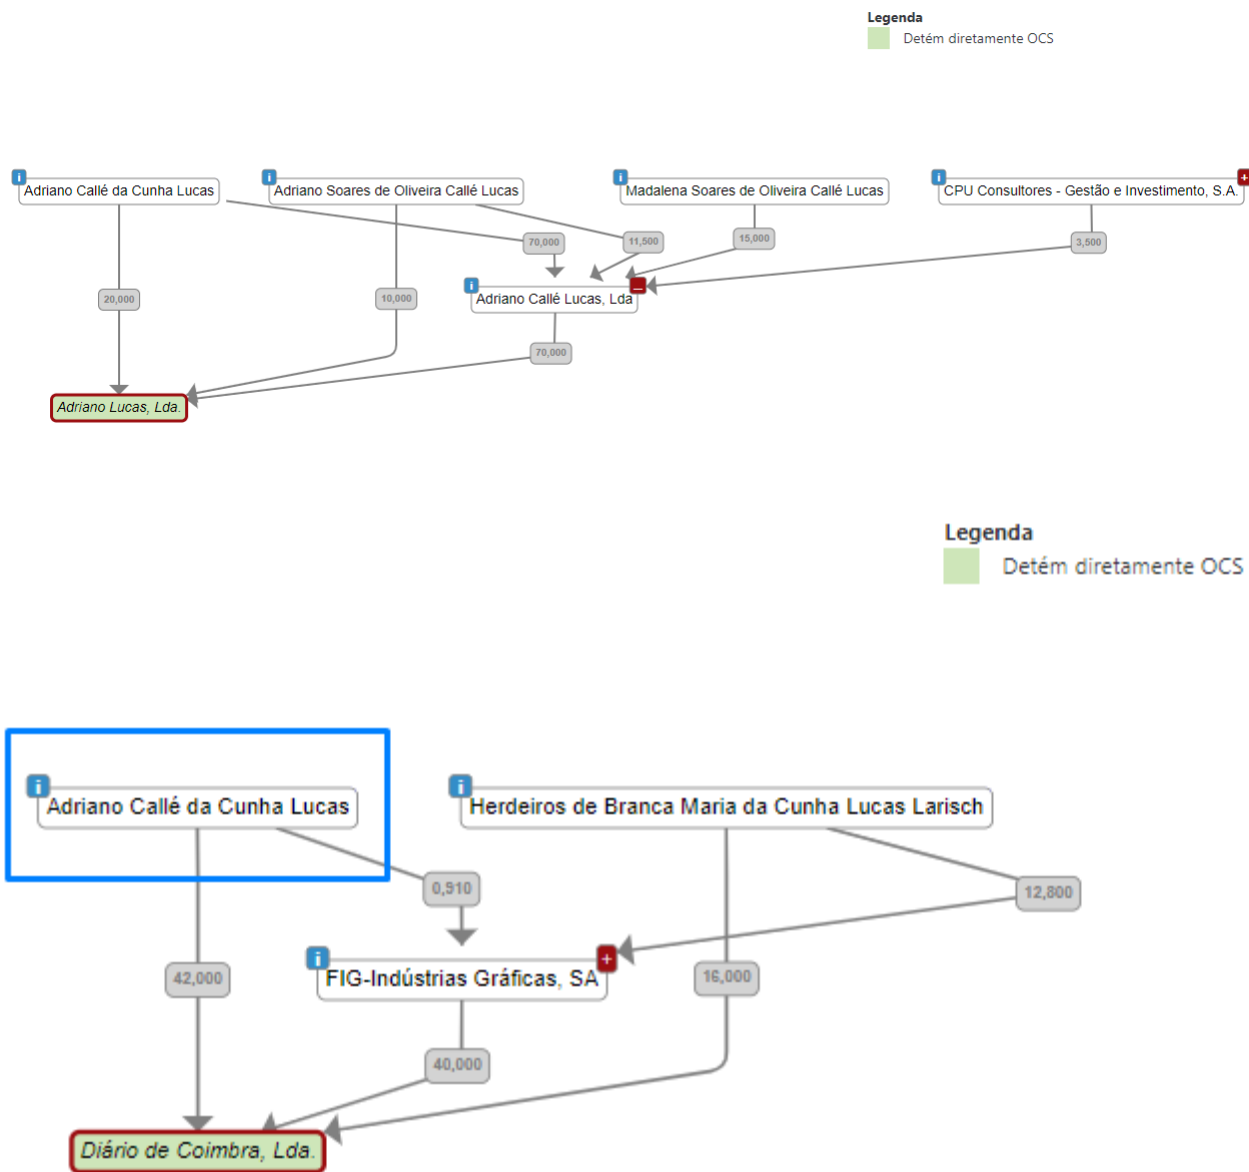 Legenda
Detém diretamente OCS
Adriano Callé da Cunha Lucas
Adriano Soares de Oliveira Callé Lucas
Madalena Soares de Oliveira Callé Lucas
CPU Consultores - Gestão e Investimento, S.A.
70,000
11,500
15,000
3,500
20,000
10,000
Adriano Callé Lucas, Lda
70,000
Adriano Lucas, Lda.
Legenda
Detém diretamente OCS
Adriano Callé da Cunha Lucas
Herdeiros de Branca Maria da Cunha Lucas Larisch
0,910
12,800
FIG-Indústrias Gráficas, SA
42,000
16,000
40,000
Diário de Coimbra, Lda.